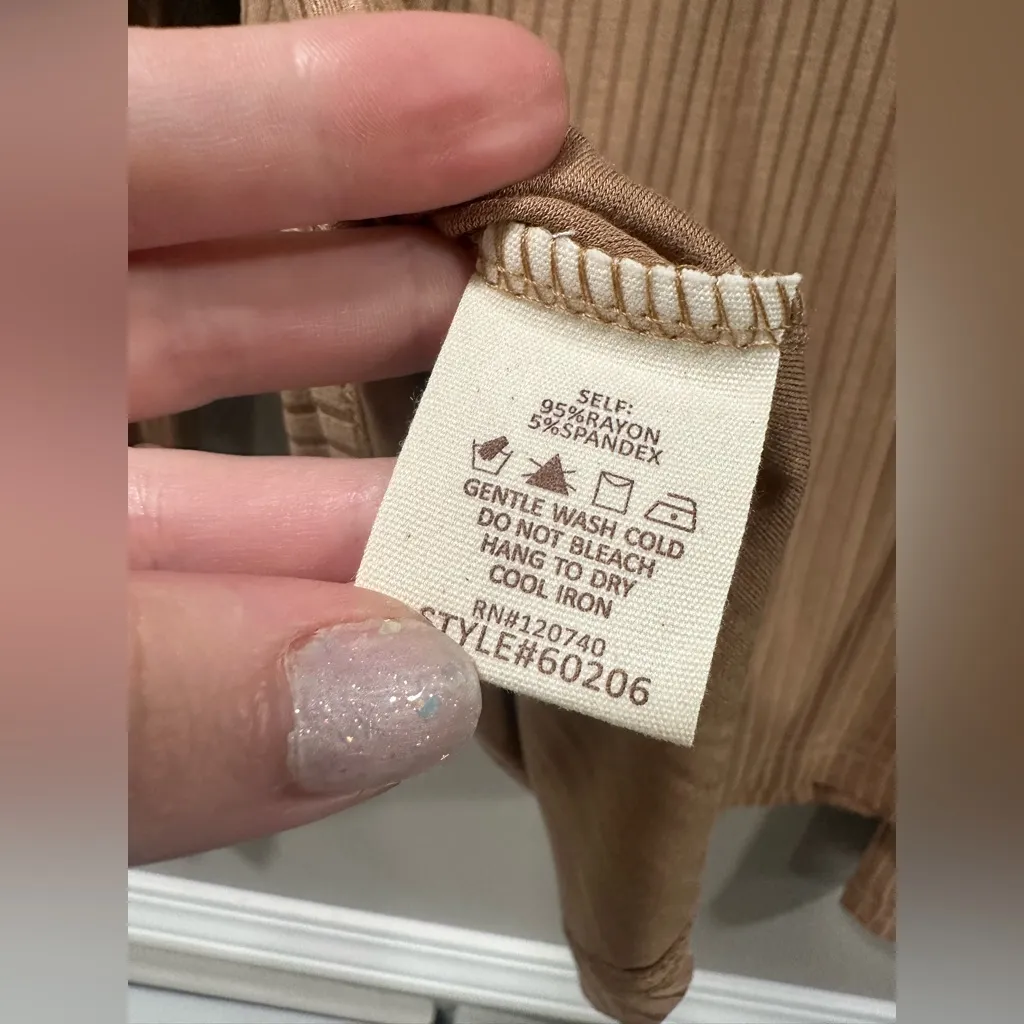 SELF:
95%RAYON
5%SPANDEX
GENTLE WASH COLD
DO NOT BLEACH
HANG TO DRY
COOL IRON
RN#120740
STYLE#60206